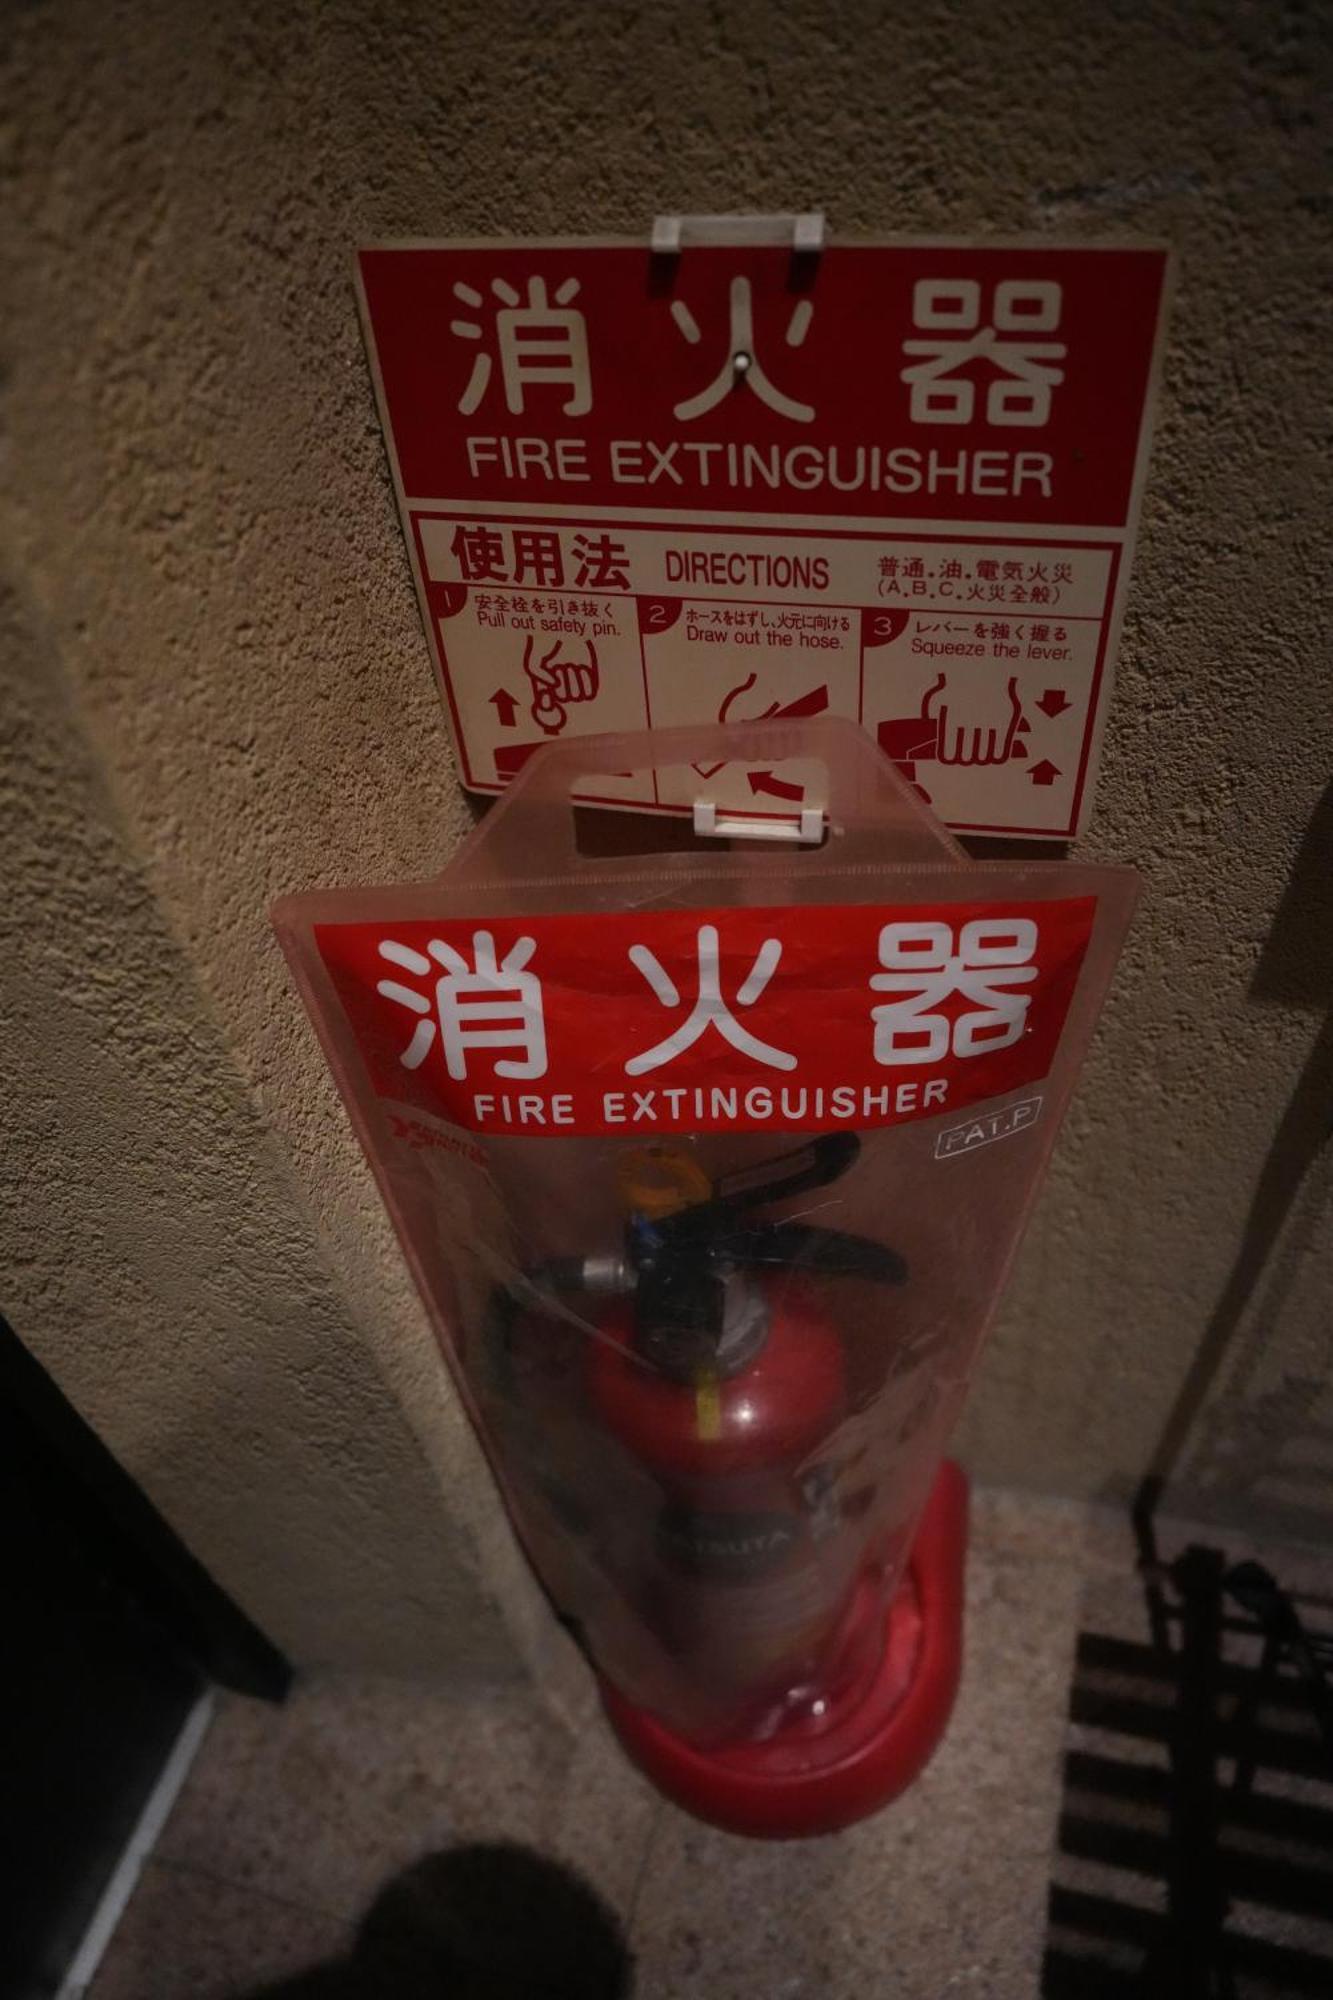 消火器
FIRE EXTINGUISHER
使用法 DIRECTIONS
普通.油.電気火災
(A.B.C.火災全般)
1 安全栓を引き抜く
Pull out safety pin.
2 ホースをはずし、火元に向ける
Draw out the hose.
3 レバーを強く握る
Squeeze the lever.
消火器
FIRE EXTINGUISHER
PAT.P